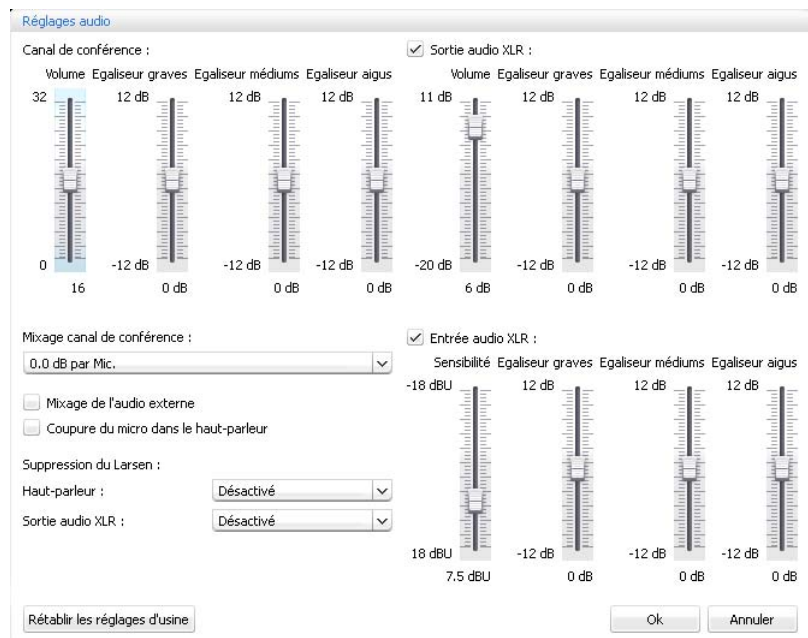 Réglages audio
Canal de conférence :
Volume Egaliseur graves Egaliseur médiums Egaliseur aigus
32 12 dB 12 dB 12 dB
0 -12 dB -12 dB -12 dB
16 0 dB 0 dB 0 dB
Sortie audio XLR :
Volume Egaliseur graves Egaliseur médiums Egaliseur aigus
11 dB 12 dB 12 dB 12 dB
-20 dB -12 dB -12 dB -12 dB
6 dB 0 dB 0 dB 0 dB
Mixage canal de conférence :
0.0 dB par Mic.
Mixage de l'audio externe
Coupure du micro dans le haut-parleur
Suppression du Larsen :
Haut-parleur : Désactivé
Sortie audio XLR : Désactivé
Entrée audio XLR :
Sensibilité Egaliseur graves Egaliseur médiums Egaliseur aigus
-18 dBU 12 dB 12 dB 12 dB
18 dBU -12 dB -12 dB -12 dB
7.5 dBU 0 dB 0 dB 0 dB
Rétablir les réglages d'usine
Ok Annuler